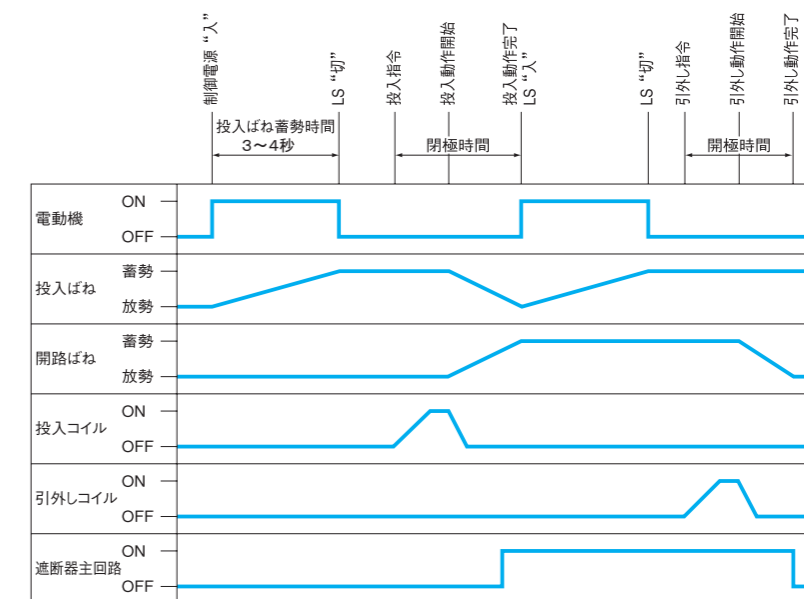 制御電源“入”
LS“切”
投入指令
投入動作開始
投入動作完了
LS“入”
LS“切”
引外し指令
引外し動作開始
引外し動作完了
投入ばね蓄勢時間
3〜4秒
閉極時間
開極時間
電動機
ON
OFF
投入ばね
蓄勢
放勢
開路ばね
蓄勢
放勢
投入コイル
ON
OFF
引外しコイル
ON
OFF
遮断器主回路
ON
OFF